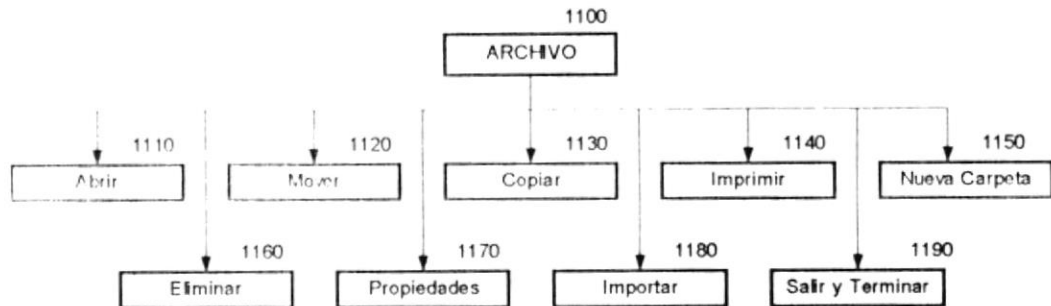 1100
ARCHIVO
1110
Abrir
1120
Mover
1130
Copiar
1140
Imprimir
1150
Nueva Carpeta
1160
Eliminar
1170
Propiedades
1180
Importar
1190
Salir y Terminar